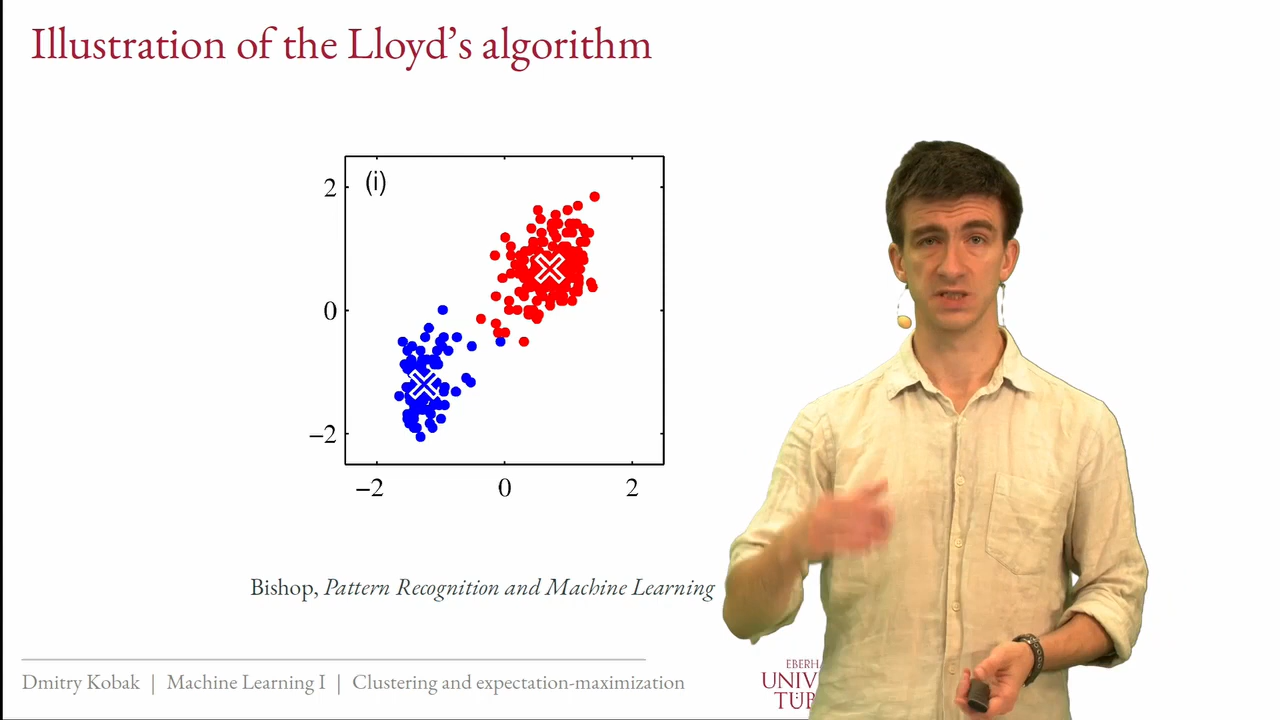 Illustration of the Lloyd's algorithm
(i)
2
0
−2
−2 0 2
Bishop, Pattern Recognition and Machine Learning
Dmitry Kobak | Machine Learning I | Clustering and expectation-maximization